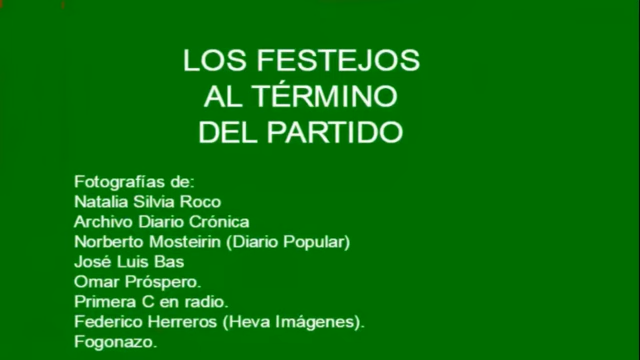 LOS FESTEJOS
AL TÉRMINO
DEL PARTIDO
Fotografías de:
Natalia Silvia Roco
Archivo Diario Crónica
Norberto Mosteirin (Diario Popular)
José Luis Bas
Omar Próspero.
Primera C en radio.
Federico Herreros (Heva Imágenes).
Fogonazo.